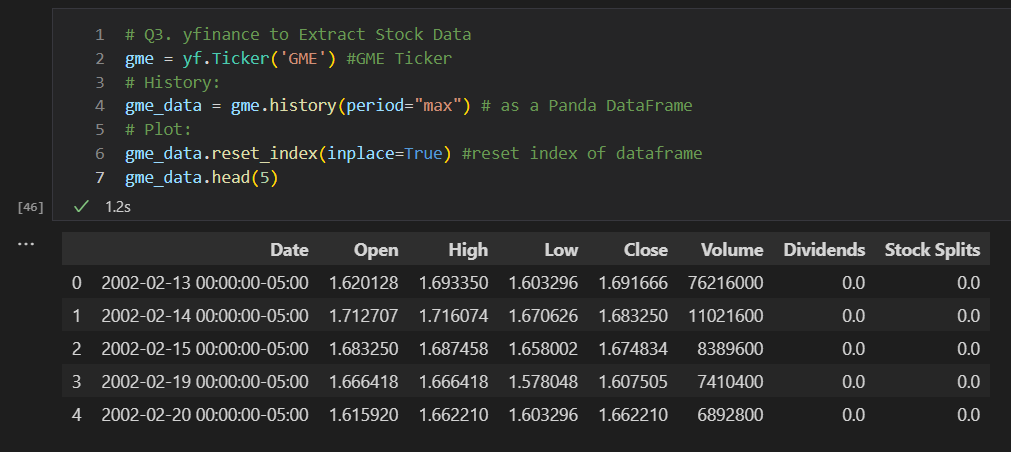 1 # Q3. yfinance to Extract Stock Data
2 gme = yf.Ticker('GME') #GME Ticker
3 # History:
4 gme_data = gme.history(period="max") # as a Panda DataFrame
5 # Plot:
6 gme_data.reset_index(inplace=True) #reset index of dataframe
7 gme_data.head(5)
[46] ✓ 1.2s
...
Date Open High Low Close Volume Dividends Stock Splits
0 2002-02-13 00:00:00-05:00 1.620128 1.693350 1.603296 1.691666 76216000 0.0 0.0
1 2002-02-14 00:00:00-05:00 1.712707 1.716074 1.670626 1.683250 11021600 0.0 0.0
2 2002-02-15 00:00:00-05:00 1.683250 1.687458 1.658002 1.674834 8389600 0.0 0.0
3 2002-02-19 00:00:00-05:00 1.666418 1.666418 1.578048 1.607505 7410400 0.0 0.0
4 2002-02-20 00:00:00-05:00 1.615920 1.662210 1.603296 1.662210 6892800 0.0 0.0